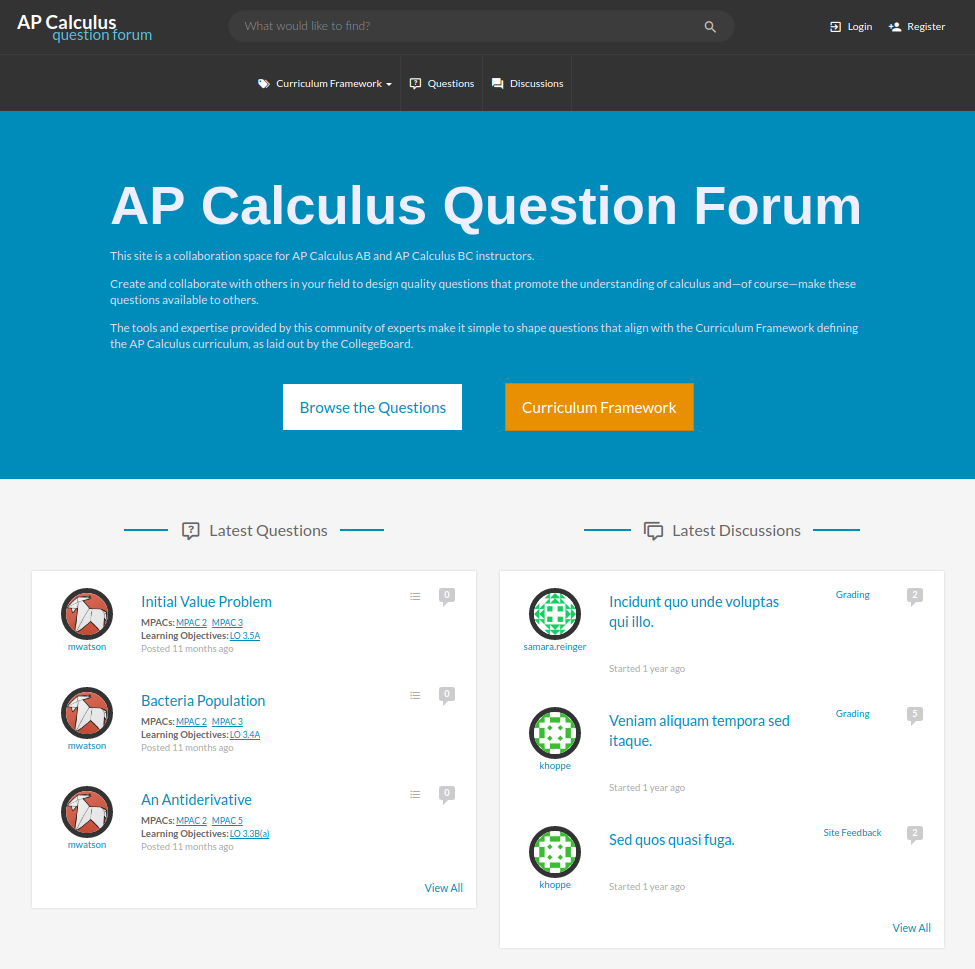 AP Calculus
question forum
What would like to find?
Login
Register
Curriculum Framework
Questions
Discussions
AP Calculus Question Forum
This site is a collaboration space for AP Calculus AB and AP Calculus BC instructors.
Create and collaborate with others in your field to design quality questions that promote the understanding of calculus and—of course—make these
questions available to others.
The tools and expertise provided by this community of experts make it simple to shape questions that align with the Curriculum Framework defining
the AP Calculus curriculum, as laid out by the CollegeBoard.
Browse the Questions
Curriculum Framework
Latest Questions
Initial Value Problem
0
MPACs: MPAC 2 MPAC 3
Learning Objectives: LO 3.5A
Posted 11 months ago
mwatson
Bacteria Population
0
MPACs: MPAC 2 MPAC 3
Learning Objectives: LO 3.4A
Posted 11 months ago
mwatson
An Antiderivative
0
MPACs: MPAC 2 MPAC 5
Learning Objectives: LO 3.3B(a)
Posted 11 months ago
mwatson
View All
Latest Discussions
Incidunt quo unde voluptas
qui illo.
Grading
2
samara.reinger
Started 1 year ago
Veniam aliquam tempora sed
itaque.
Grading
5
khoppe
Started 1 year ago
Sed quos quasi fuga.
Site Feedback
2
khoppe
Started 1 year ago
View All